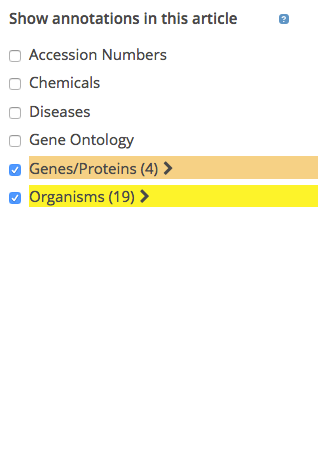 Show annotations in this article ?
Accession Numbers
Chemicals
Diseases
Gene Ontology
Genes/Proteins (4)
Organisms (19)